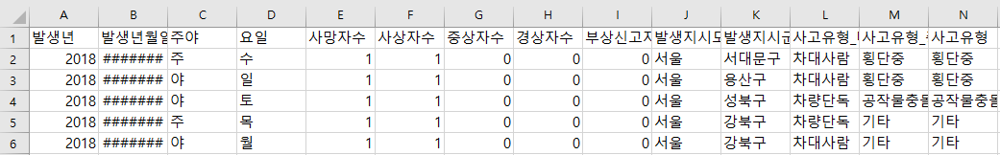 A B C D E F G H I J K L M N
1 발생년 발생년월일 주야 요일 사망자수 사상자수 중상자수 경상자수 부상신고자 발생지시도 발생지시군 사고유형_ 사고유형_ 사고유형
2 2018 ####### 주 수 1 1 0 0 0 서울 서대문구 차대사람 횡단중 횡단중
3 2018 ####### 야 일 1 1 0 0 0 서울 용산구 차대사람 횡단중 횡단중
4 2018 ####### 야 토 1 1 0 0 0 서울 성북구 차량단독 공작물충돌 공작물충돌
5 2018 ####### 주 목 1 1 0 0 0 서울 강북구 차량단독 기타 기타
6 2018 ####### 야 월 1 1 0 0 0 서울 강북구 차대사람 기타 기타